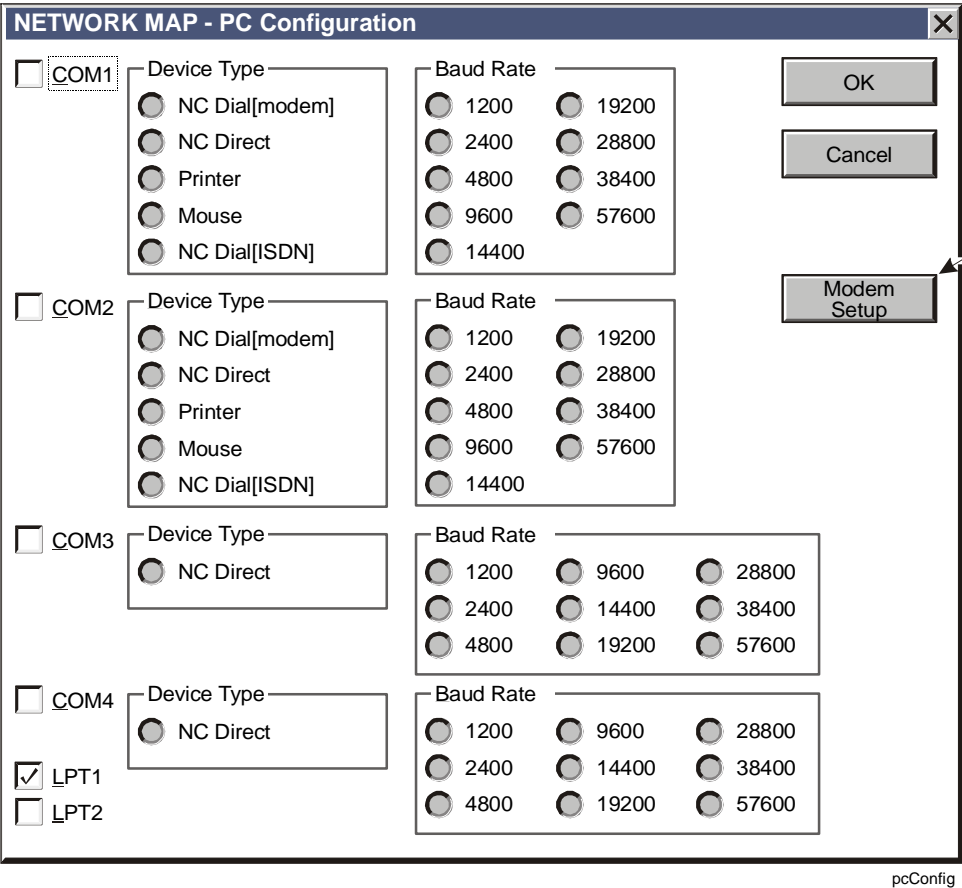 NETWORK MAP - PC Configuration
COM1
Device Type
NC Dial[modem]
NC Direct
Printer
Mouse
NC Dial[ISDN]
Baud Rate
1200 19200
2400 28800
4800 38400
9600 57600
14400
OK
Cancel
Modem
Setup
COM2
Device Type
NC Dial[modem]
NC Direct
Printer
Mouse
NC Dial[ISDN]
Baud Rate
1200 19200
2400 28800
4800 38400
9600 57600
14400
COM3
Device Type
NC Direct
Baud Rate
1200 9600 28800
2400 14400 38400
4800 19200 57600
COM4
Device Type
NC Direct
Baud Rate
1200 9600 28800
2400 14400 38400
4800 19200 57600
LPT1
LPT2
pcConfig